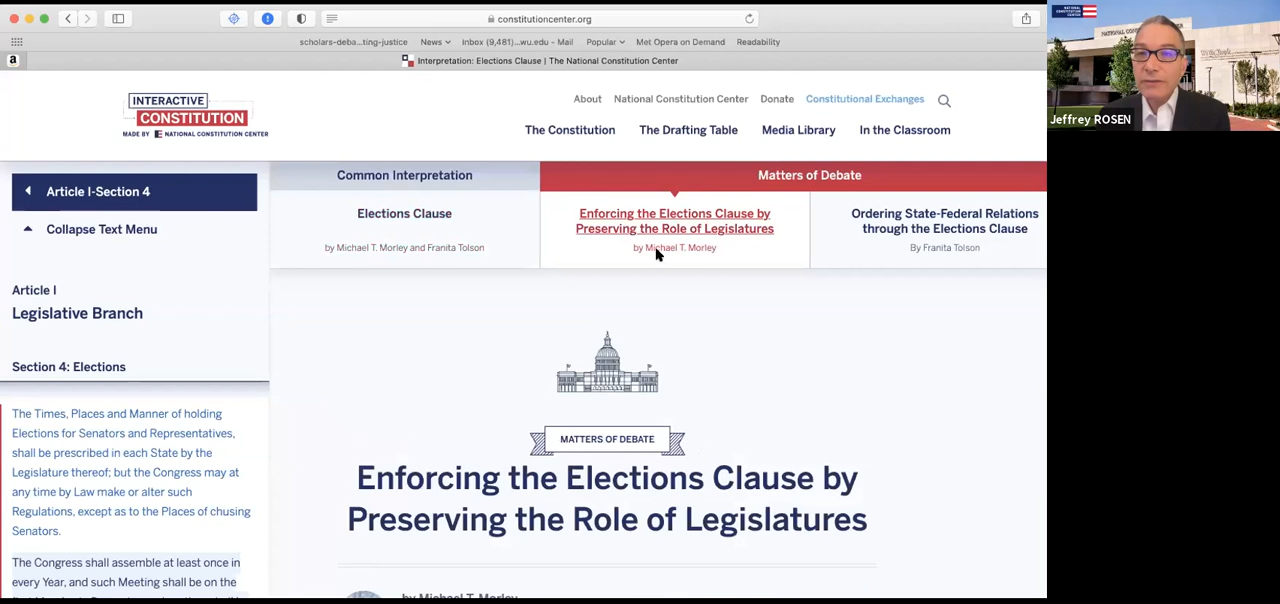 constitutioncenter.org
scholars-deba...ting-justice News Inbox (9,481)...wu.edu - Mail Popular Met Opera on Demand Readability
a Interpretation: Elections Clause | The National Constitution Center
INTERACTIVE
CONSTITUTION
MADE BY NATIONAL CONSTITUTION CENTER
About National Constitution Center Donate Constitutional Exchanges
The Constitution The Drafting Table Media Library In the Classroom
NATIONAL
CONSTITUTION
CENTER
Jeffrey ROSEN
Article I-Section 4
Collapse Text Menu
Article I
Legislative Branch
Section 4: Elections
The Times, Places and Manner of holding
Elections for Senators and Representatives,
shall be prescribed in each State by the
Legislature thereof; but the Congress may at
any time by Law make or alter such
Regulations, except as to the Places of chusing
Senators.
The Congress shall assemble at least once in
every Year, and such Meeting shall be on the
Common Interpretation
Matters of Debate
Elections Clause
by Michael T. Morley and Franita Tolson
Enforcing the Elections Clause by
Preserving the Role of Legislatures
by Michael T. Morley
Ordering State-Federal Relations
through the Elections Clause
By Franita Tolson
MATTERS OF DEBATE
Enforcing the Elections Clause by
Preserving the Role of Legislatures
by Michael T. Morley